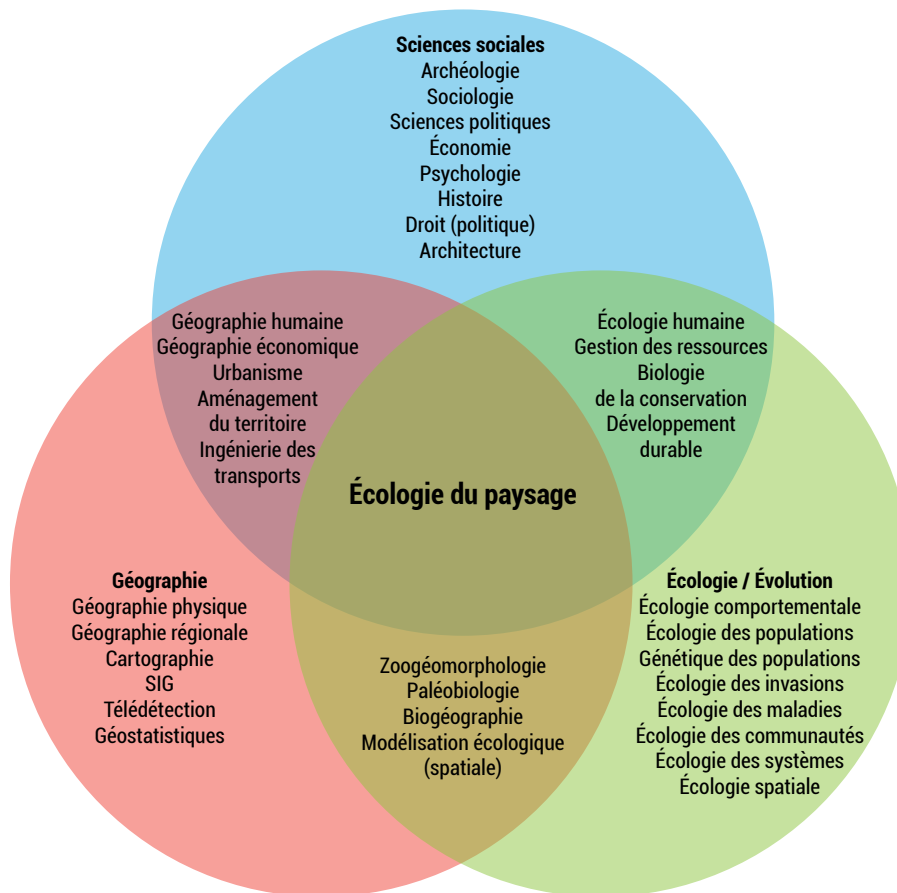 Sciences sociales
Archéologie
Sociologie
Sciences politiques
Économie
Psychologie
Histoire
Droit (politique)
Architecture
Géographie humaine
Géographie économique
Urbanisme
Aménagement
du territoire
Ingénierie des
transports
Écologie humaine
Gestion des ressources
Biologie
de la conservation
Développement
durable
Écologie du paysage
Géographie
Géographie physique
Géographie régionale
Cartographie
SIG
Télédétection
Géostatistiques
Zoogéomorphologie
Paléobiologie
Biogéographie
Modélisation écologique
(spatiale)
Écologie / Évolution
Écologie comportementale
Écologie des populations
Génétique des populations
Écologie des invasions
Écologie des maladies
Écologie des communautés
Écologie des systèmes
Écologie spatiale